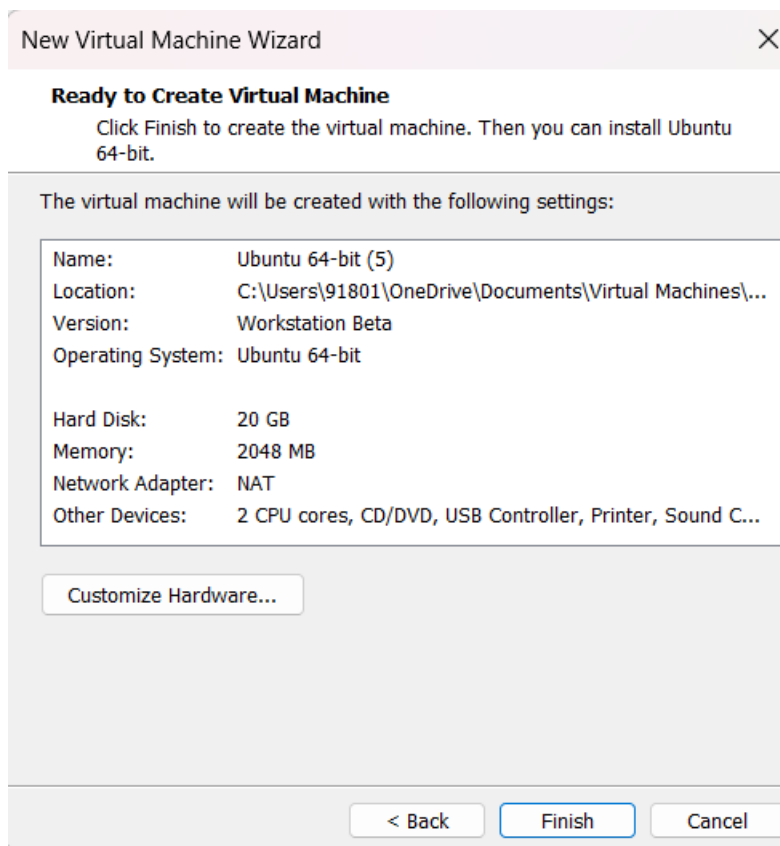 New Virtual Machine Wizard
Ready to Create Virtual Machine
Click Finish to create the virtual machine. Then you can install Ubuntu
64-bit.
The virtual machine will be created with the following settings:
Name: Ubuntu 64-bit (5)
Location: C:\Users\91801\OneDrive\Documents\Virtual Machines\...
Version: Workstation Beta
Operating System: Ubuntu 64-bit
Hard Disk: 20 GB
Memory: 2048 MB
Network Adapter: NAT
Other Devices: 2 CPU cores, CD/DVD, USB Controller, Printer, Sound C...
Customize Hardware...
< Back Finish Cancel